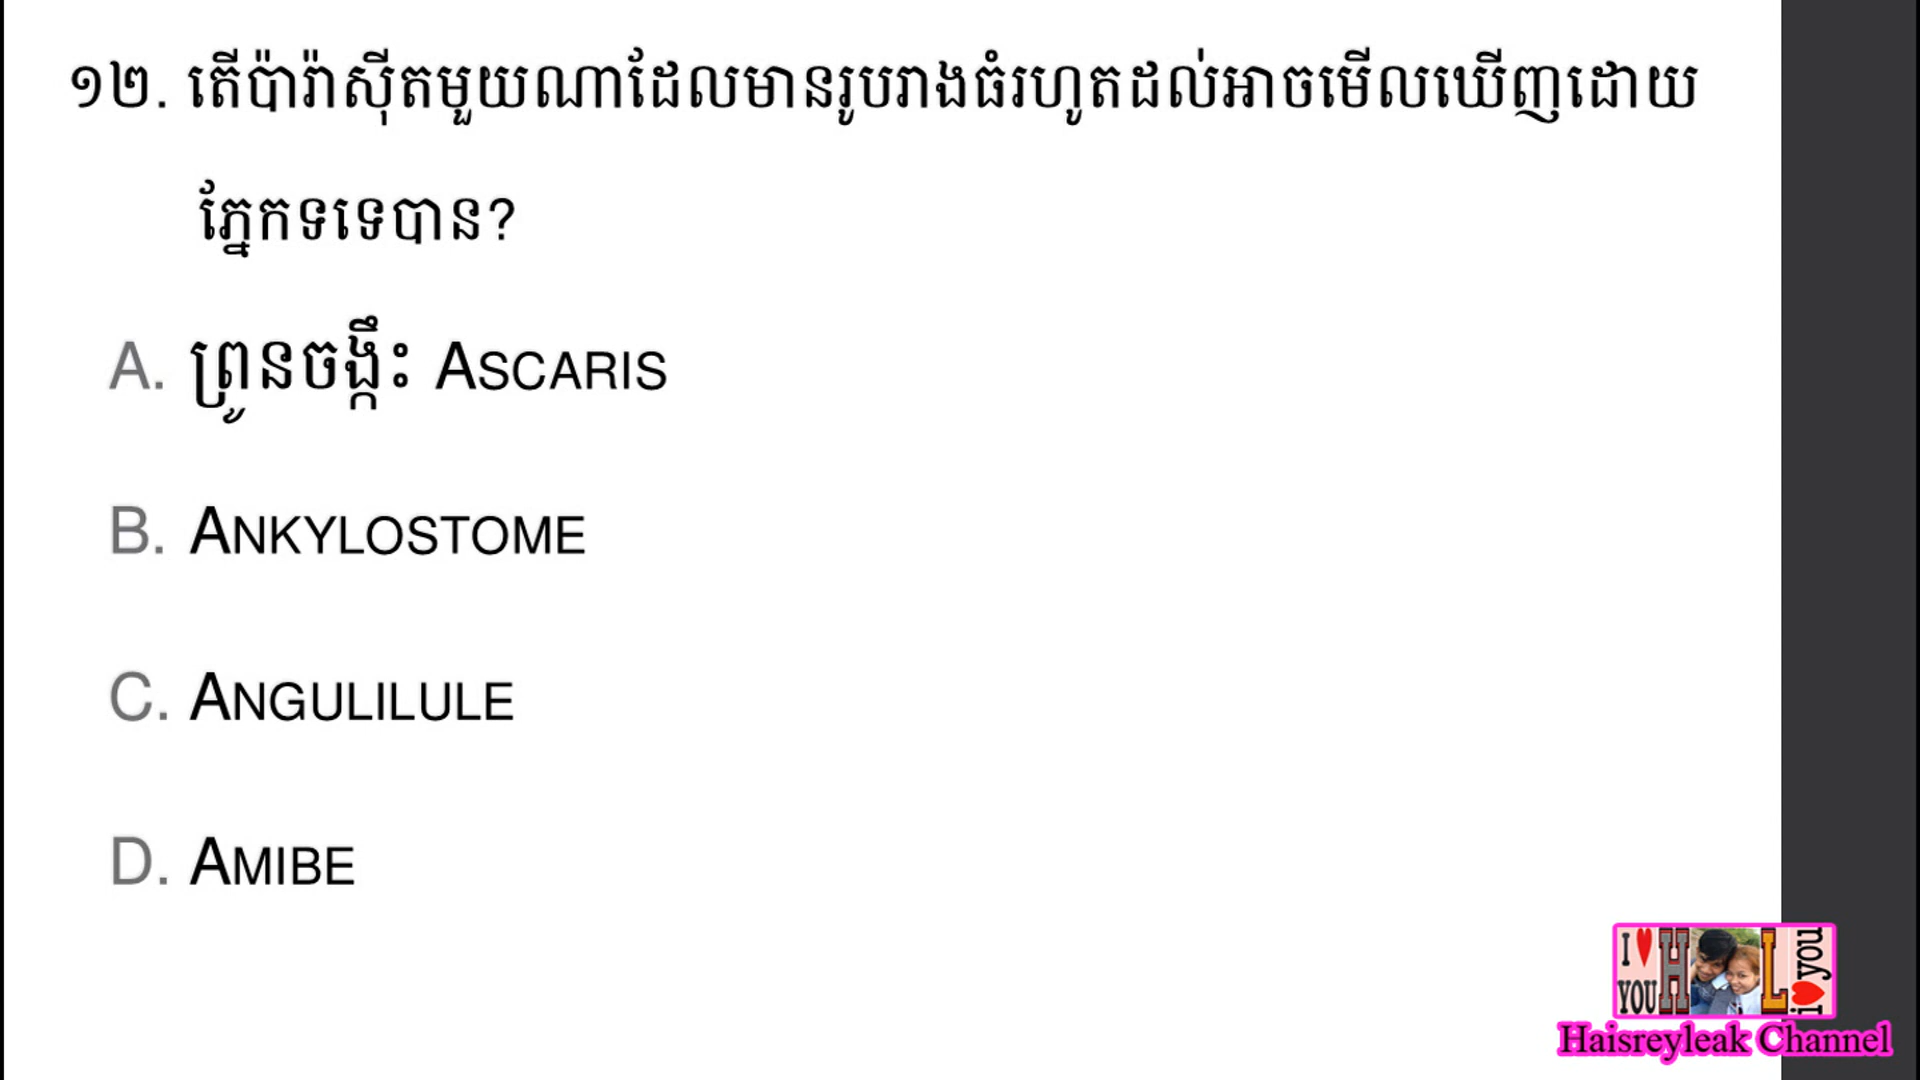 ១២. តើប៉ារ៉ាស៊ីតមួយណាដែលមានរូបរាងធំរហូតដល់អាចមើលឃើញដោយ
ភ្នែកទទេបាន?
A. ព្រូនចង្កឹះ ASCARIS
B. ANKYLOSTOME
C. ANGULILULE
D. AMIBE
I ♥ YOU H L i ♥ you
Haisreyleak Channel